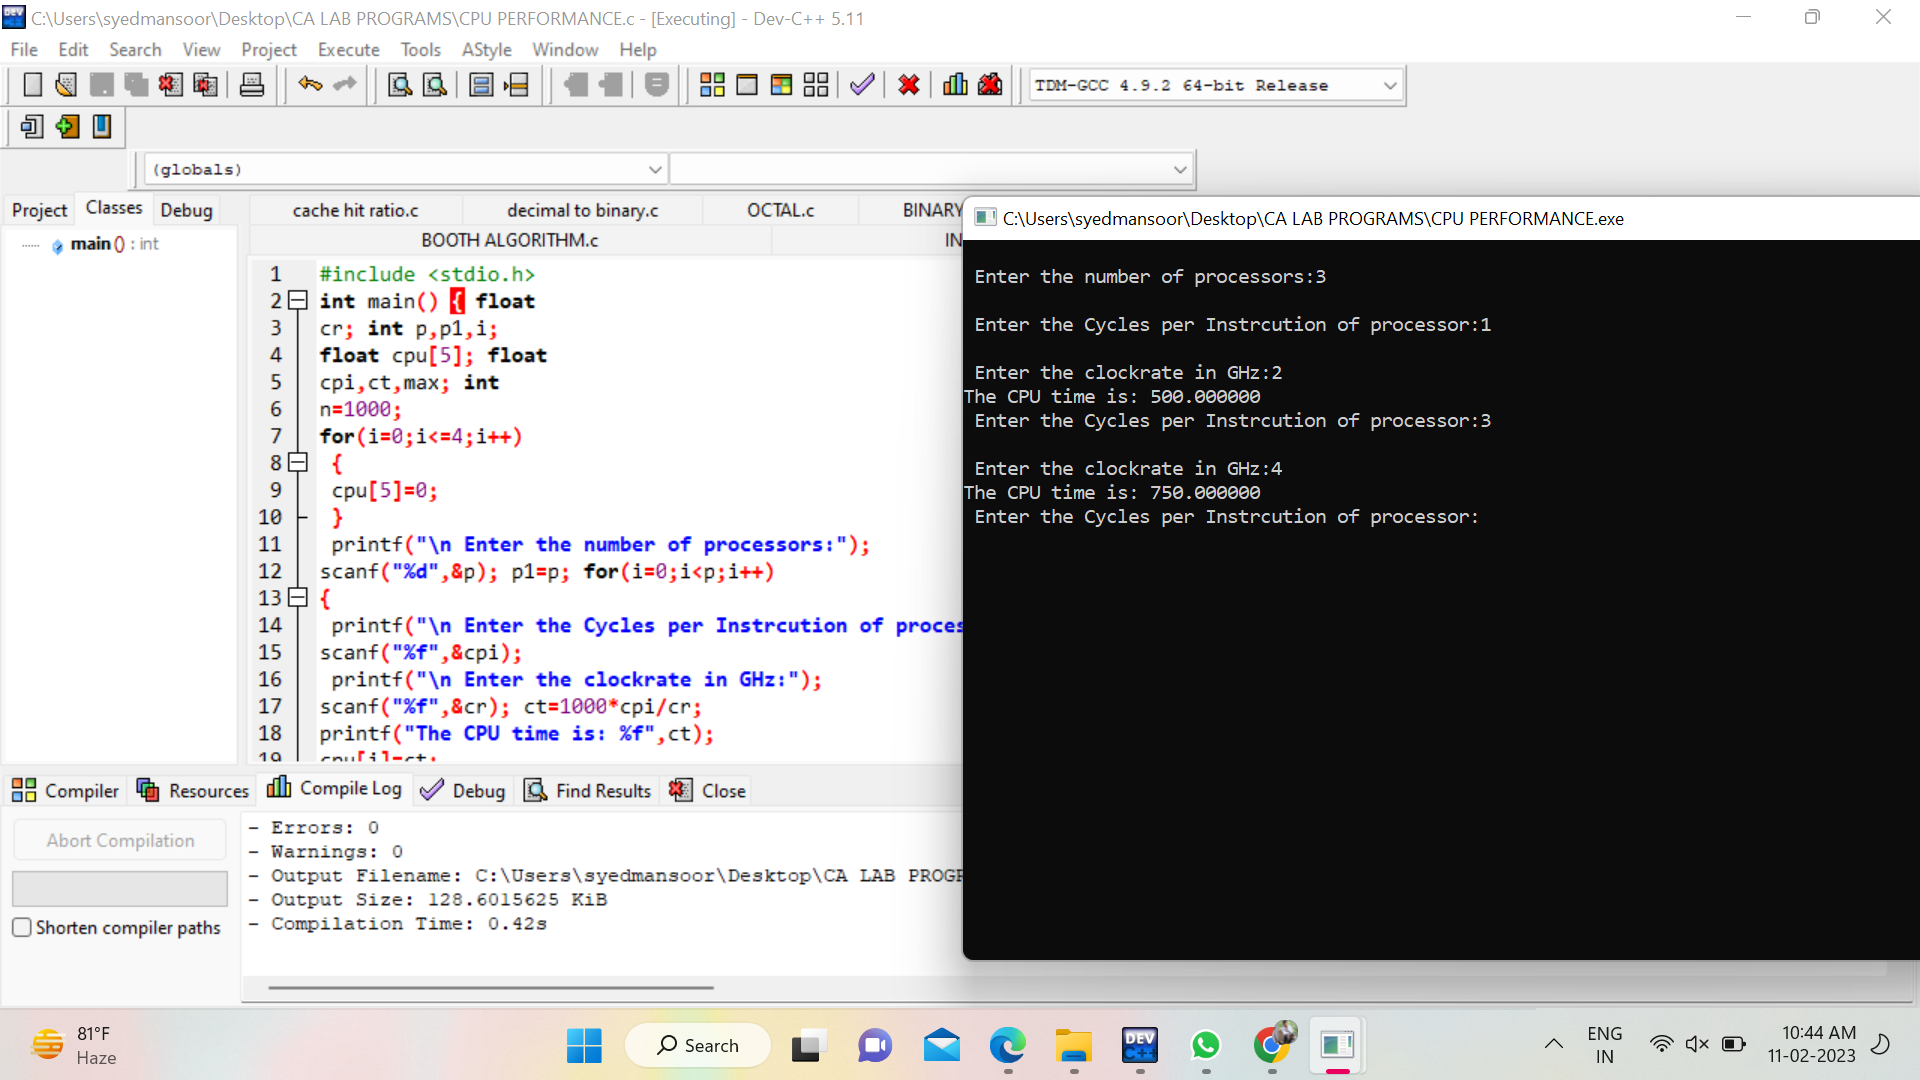 C:\Users\syedmansoor\Desktop\CA LAB PROGRAMS\CPU PERFORMANCE.c - [Executing] - Dev-C++ 5.11
File Edit Search View Project Execute Tools AStyle Window Help
TDM-GCC 4.9.2 64-bit Release
(globals)
Project Classes Debug
main () : int
cache hit ratio.c decimal to binary.c OCTAL.c BINARY
BOOTH ALGORITHM.c IN
1 #include <stdio.h>
2 int main() { float
3 cr; int p,p1,i;
4 float cpu[5]; float
5 cpi,ct,max; int
6 n=1000;
7 for(i=0;i<=4;i++)
8 {
9 cpu[5]=0;
10 }
11 printf("\n Enter the number of processors:");
12 scanf("%d",&p); p1=p; for(i=0;i<p;i++)
13 {
14 printf("\n Enter the Cycles per Instrcution of proces
15 scanf("%f",&cpi);
16 printf("\n Enter the clockrate in GHz:");
17 scanf("%f",&cr); ct=1000*cpi/cr;
18 printf("The CPU time is: %f",ct);
19 cpu[i]=ct;
C:\Users\syedmansoor\Desktop\CA LAB PROGRAMS\CPU PERFORMANCE.exe
Enter the number of processors:3
Enter the Cycles per Instrcution of processor:1
Enter the clockrate in GHz:2
The CPU time is: 500.000000
Enter the Cycles per Instrcution of processor:3
Enter the clockrate in GHz:4
The CPU time is: 750.000000
Enter the Cycles per Instrcution of processor:
Compiler Resources Compile Log Debug Find Results Close
Abort Compilation
Shorten compiler paths
- Errors: 0
- Warnings: 0
- Output Filename: C:\Users\syedmansoor\Desktop\CA LAB PROGR
- Output Size: 128.6015625 KiB
- Compilation Time: 0.42s
81°F
Haze
Search
DEV
C++
ENG
IN
10:44 AM
11-02-2023